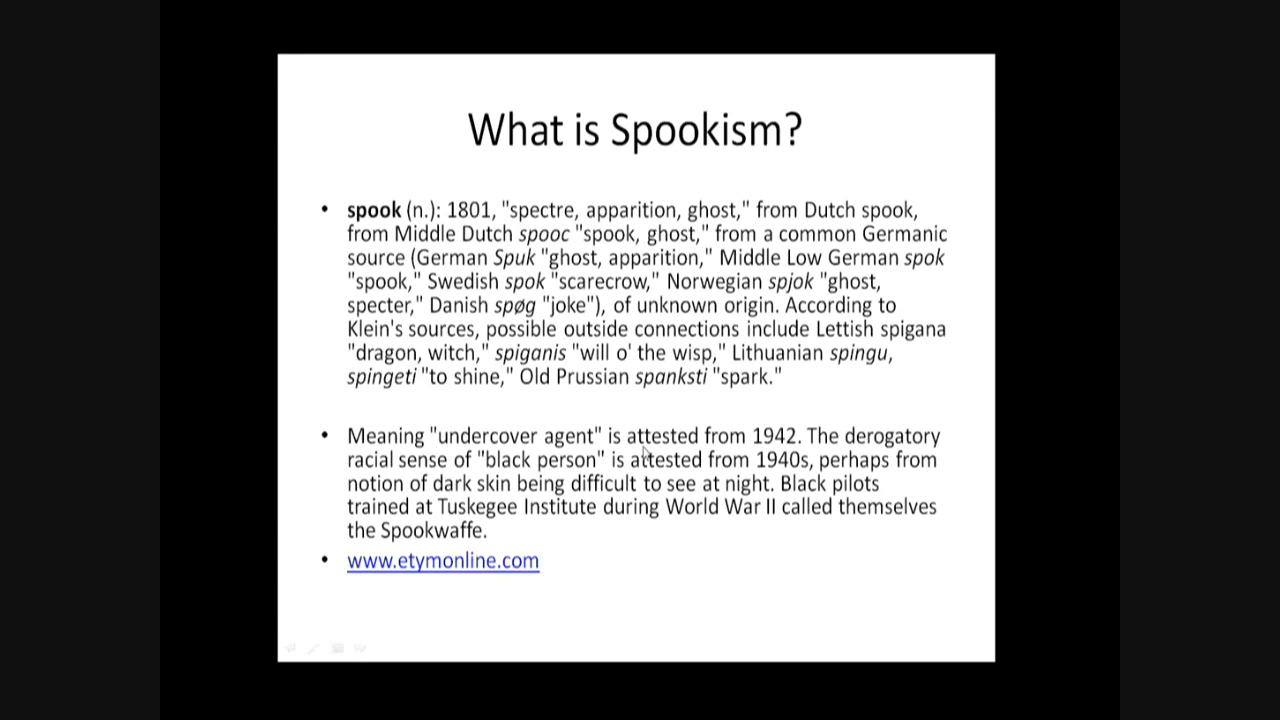 What is Spookism?
• spook (n.): 1801, "spectre, apparition, ghost," from Dutch spook,
from Middle Dutch spooc "spook, ghost," from a common Germanic
source (German Spuk "ghost, apparition," Middle Low German spok
"spook," Swedish spok "scarecrow," Norwegian spjok "ghost,
specter," Danish spøg "joke"), of unknown origin. According to
Klein's sources, possible outside connections include Lettish spigana
"dragon, witch," spiganis "will o' the wisp," Lithuanian spingu,
spingeti "to shine," Old Prussian spanksti "spark."
• Meaning "undercover agent" is attested from 1942. The derogatory
racial sense of "black person" is attested from 1940s, perhaps from
notion of dark skin being difficult to see at night. Black pilots
trained at Tuskegee Institute during World War II called themselves
the Spookwaffe.
• www.etymonline.com